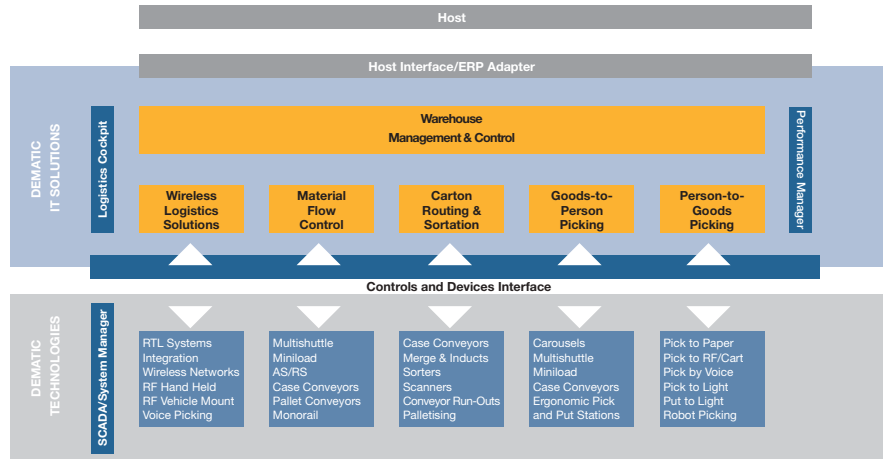 Host
Host Interface/ERP Adapter
DEMATIC
IT SOLUTIONS
Logistics Cockpit
Warehouse
Management & Control
Performance Manager
Wireless
Logistics
Solutions
Material
Flow
Control
Carton
Routing &
Sortation
Goods-to-
Person
Picking
Person-to-
Goods
Picking
Controls and Devices Interface
DEMATIC
TECHNOLOGIES
SCADA/System Manager
RTL Systems
Integration
Wireless Networks
RF Hand Held
RF Vehicle Mount
Voice Picking
Multishuttle
Miniload
AS/RS
Case Conveyors
Pallet Conveyors
Monorail
Case Conveyors
Merge & Inducts
Sorters
Scanners
Conveyor Run-Outs
Palletising
Carousels
Multishuttle
Miniload
Case Conveyors
Ergonomic Pick
and Put Stations
Pick to Paper
Pick to RF/Cart
Pick by Voice
Pick to Light
Put to Light
Robot Picking